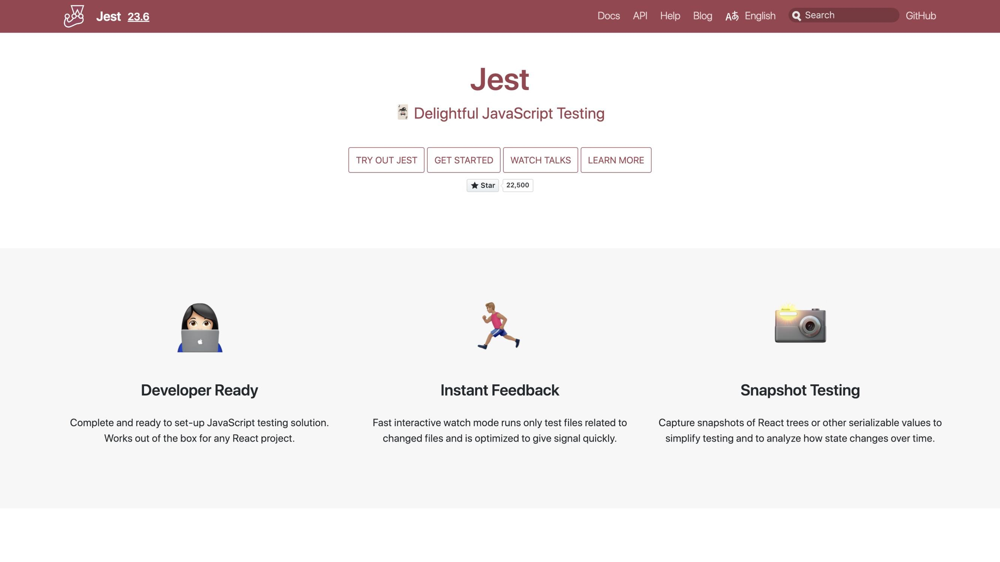 Jest 23.6
Docs API Help Blog Aあ English Search GitHub
Jest
Delightful JavaScript Testing
TRY OUT JEST GET STARTED WATCH TALKS LEARN MORE
Star 22,500
Developer Ready
Complete and ready to set-up JavaScript testing solution.
Works out of the box for any React project.
Instant Feedback
Fast interactive watch mode runs only test files related to
changed files and is optimized to give signal quickly.
Snapshot Testing
Capture snapshots of React trees or other serializable values to
simplify testing and to analyze how state changes over time.